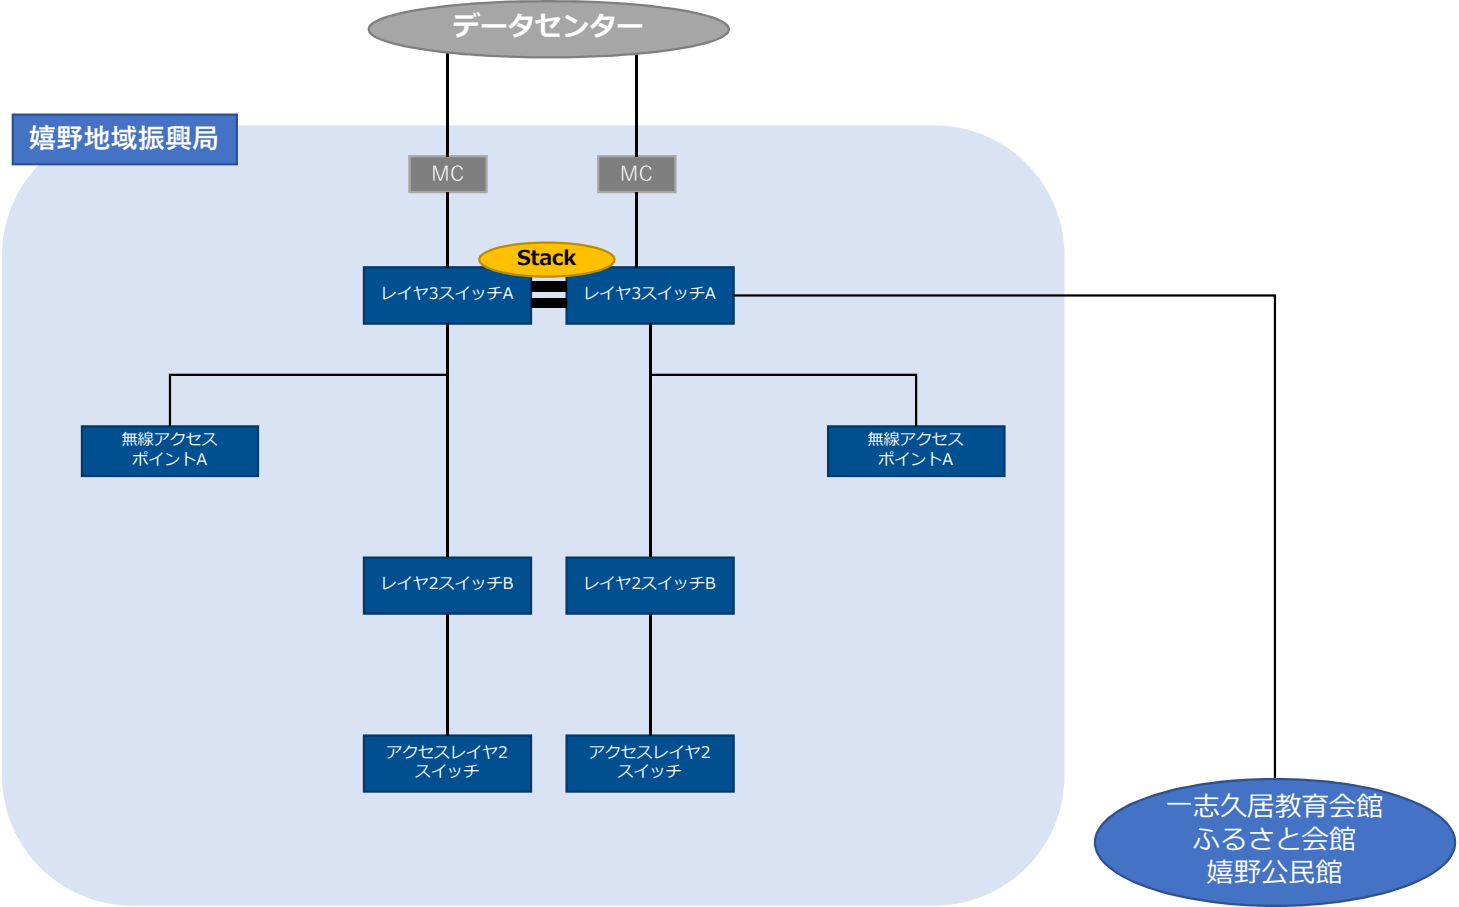 データセンター
嬉野地域振興局
MC
MC
Stack
レイヤ3スイッチA
レイヤ3スイッチA
無線アクセス
ポイントA
無線アクセス
ポイントA
レイヤ2スイッチB
レイヤ2スイッチB
アクセスレイヤ2
スイッチ
アクセスレイヤ2
スイッチ
一志久居教育会館
ふるさと会館
嬉野公民館